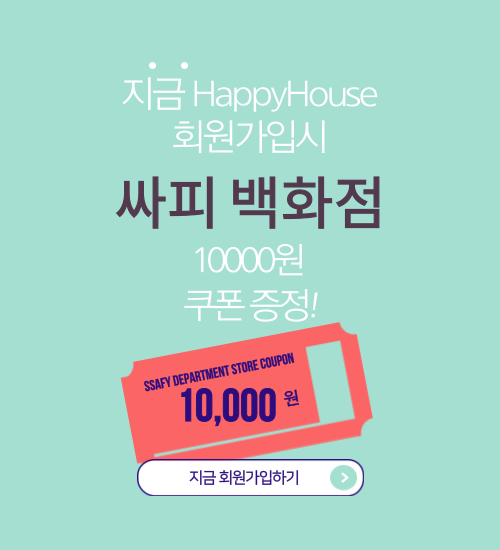 지금 HappyHouse
회원가입시
싸피 백화점
10000원
쿠폰 증정!
SSAFY DEPARTMENT STORE COUPON
10,000 원
지금 회원가입하기